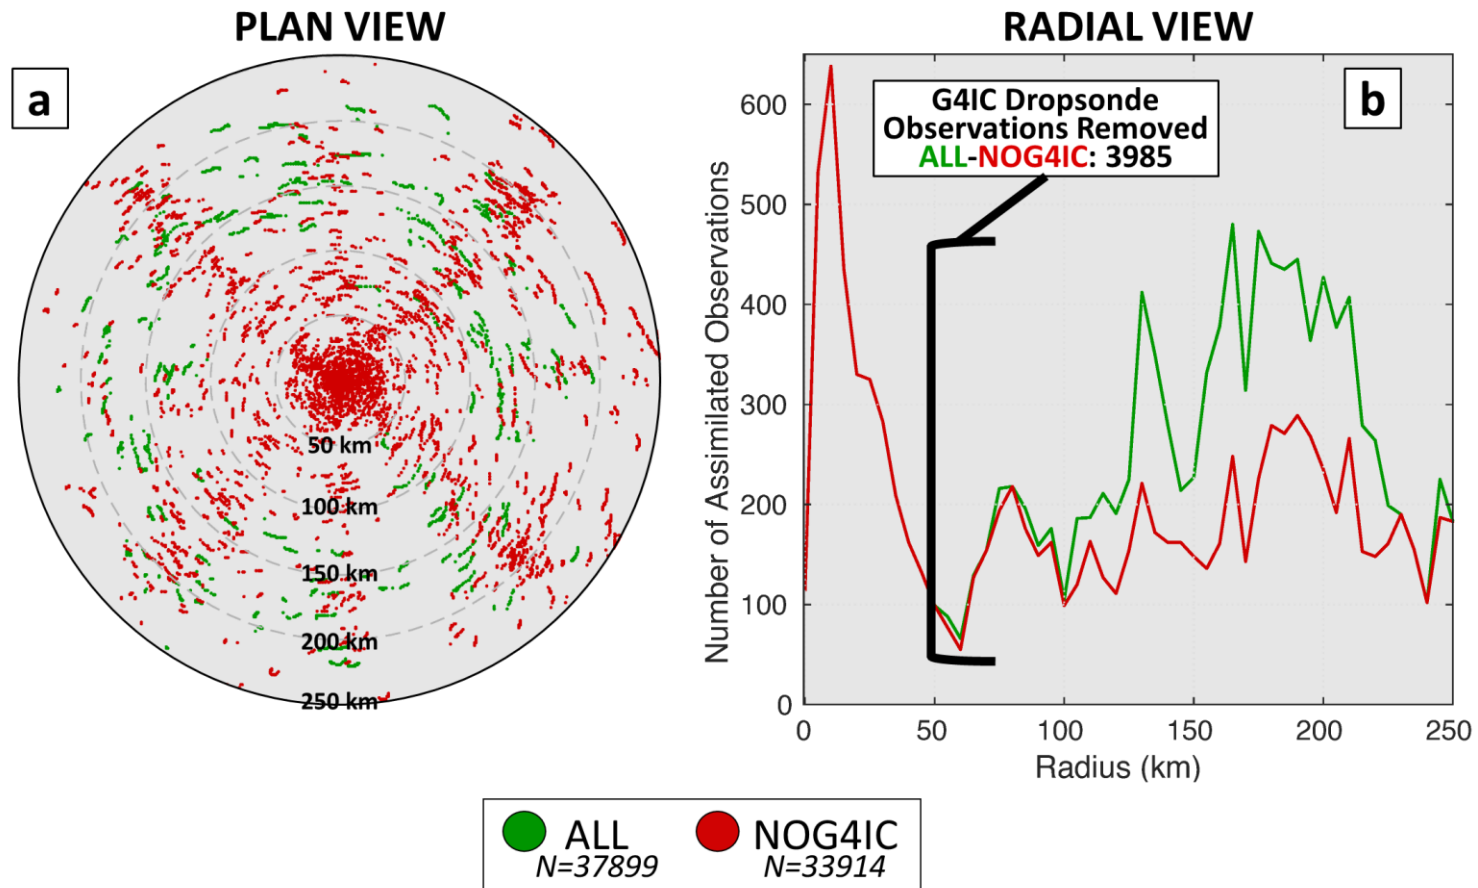 PLAN VIEW
a
50 km
100 km
150 km
200 km
250 km
RADIAL VIEW
b
G4IC Dropsonde
Observations Removed
ALL-NOG4IC: 3985
Number of Assimilated Observations
600
500
400
300
200
100
0
0 50 100 150 200 250
Radius (km)
ALL
N=37899
NOG4IC
N=33914